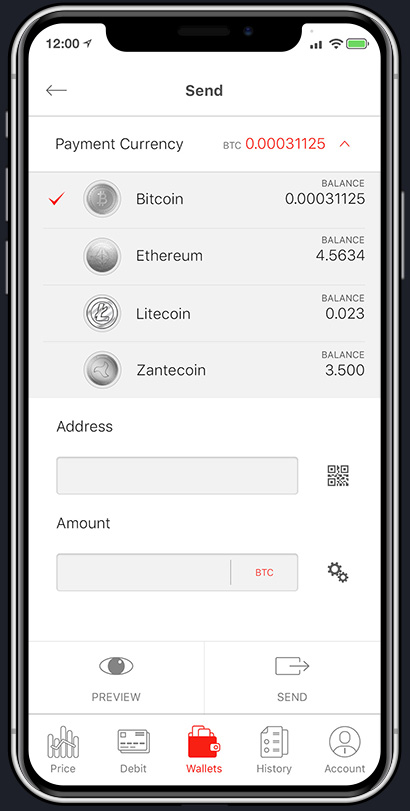 12:00
Send
Payment Currency BTC 0.00031125
BALANCE
Bitcoin 0.00031125
BALANCE
Ethereum 4.5634
BALANCE
Litecoin 0.023
BALANCE
Zantecoin 3.500
Address
Amount
BTC
PREVIEW SEND
Price Debit Wallets History Account